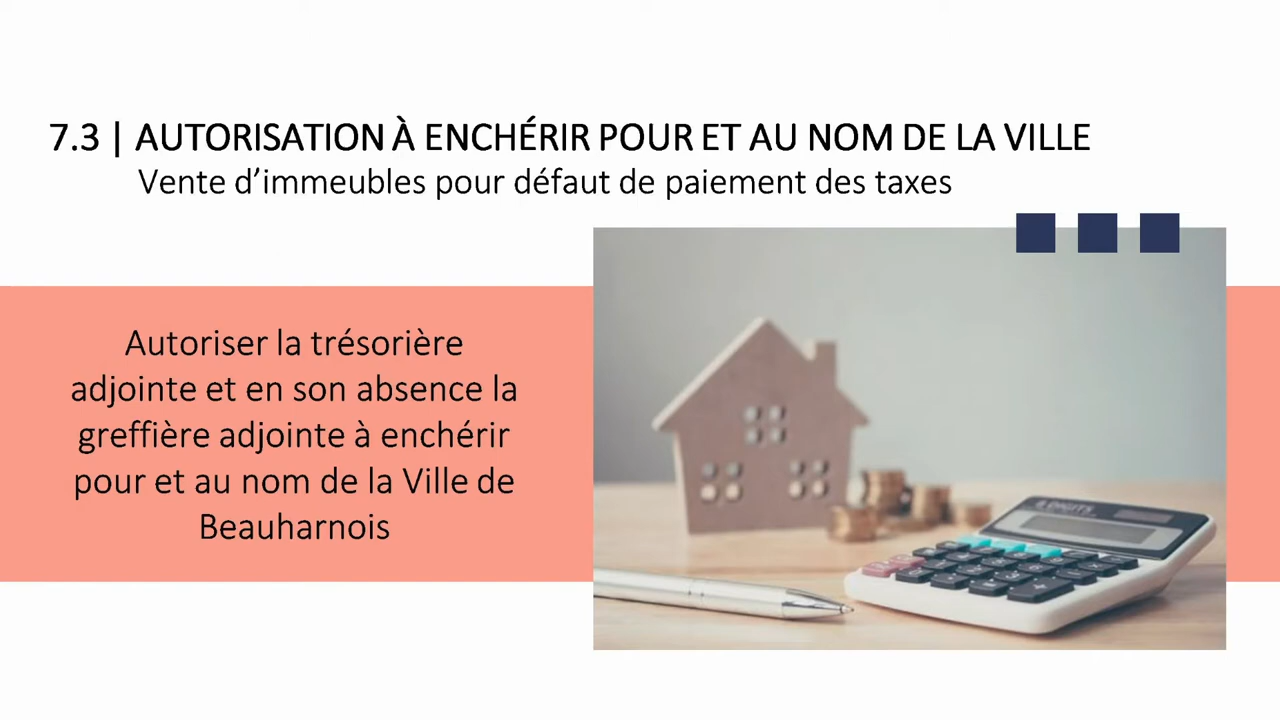 7.3 | AUTORISATION À ENCHÉRIR POUR ET AU NOM DE LA VILLE
Vente d’immeubles pour défaut de paiement des taxes
Autoriser la trésorière
adjointe et en son absence la
greffière adjointe à enchérir
pour et au nom de la Ville de
Beauharnois
8 DIGITS